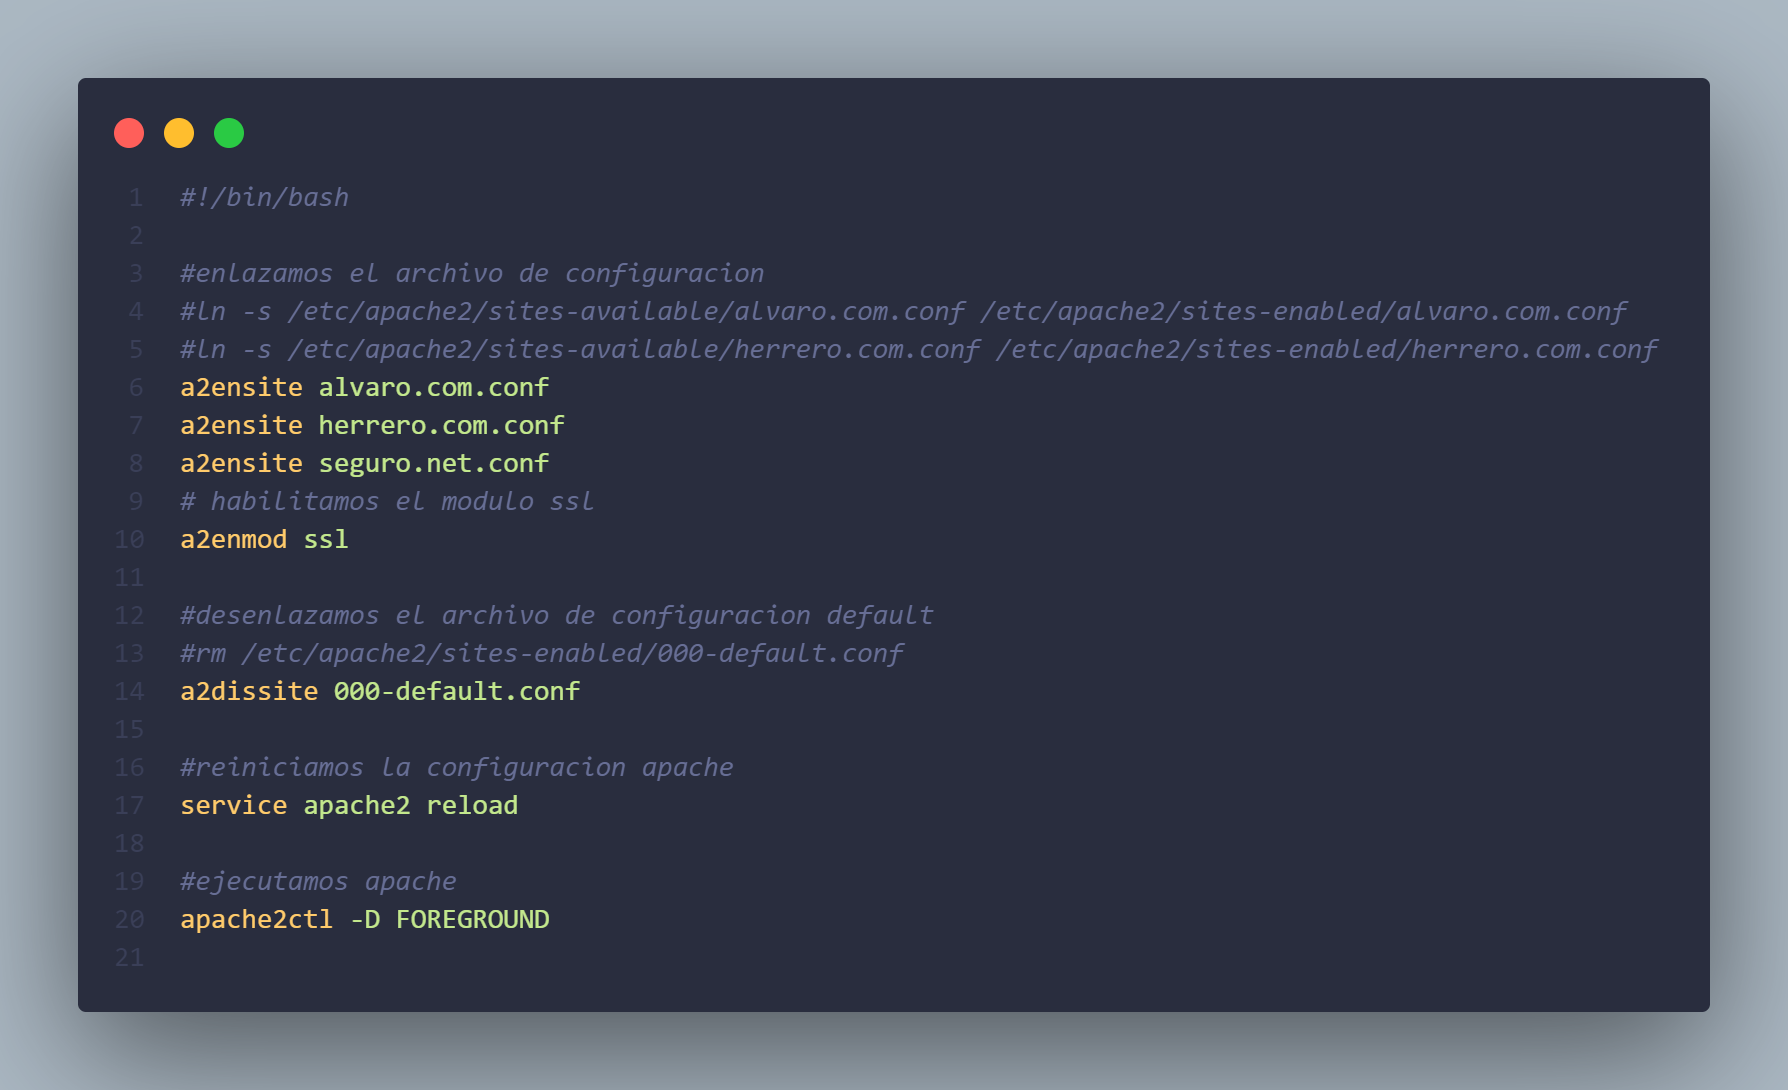 1 #!/bin/bash
2
3 #enlazamos el archivo de configuracion
4 #ln -s /etc/apache2/sites-available/alvaro.com.conf /etc/apache2/sites-enabled/alvaro.com.conf
5 #ln -s /etc/apache2/sites-available/herrero.com.conf /etc/apache2/sites-enabled/herrero.com.conf
6 a2ensite alvaro.com.conf
7 a2ensite herrero.com.conf
8 a2ensite seguro.net.conf
9 # habilitamos el modulo ssl
10 a2enmod ssl
11
12 #desenlazamos el archivo de configuracion default
13 #rm /etc/apache2/sites-enabled/000-default.conf
14 a2dissite 000-default.conf
15
16 #reiniciamos la configuracion apache
17 service apache2 reload
18
19 #ejecutamos apache
20 apache2ctl -D FOREGROUND
21